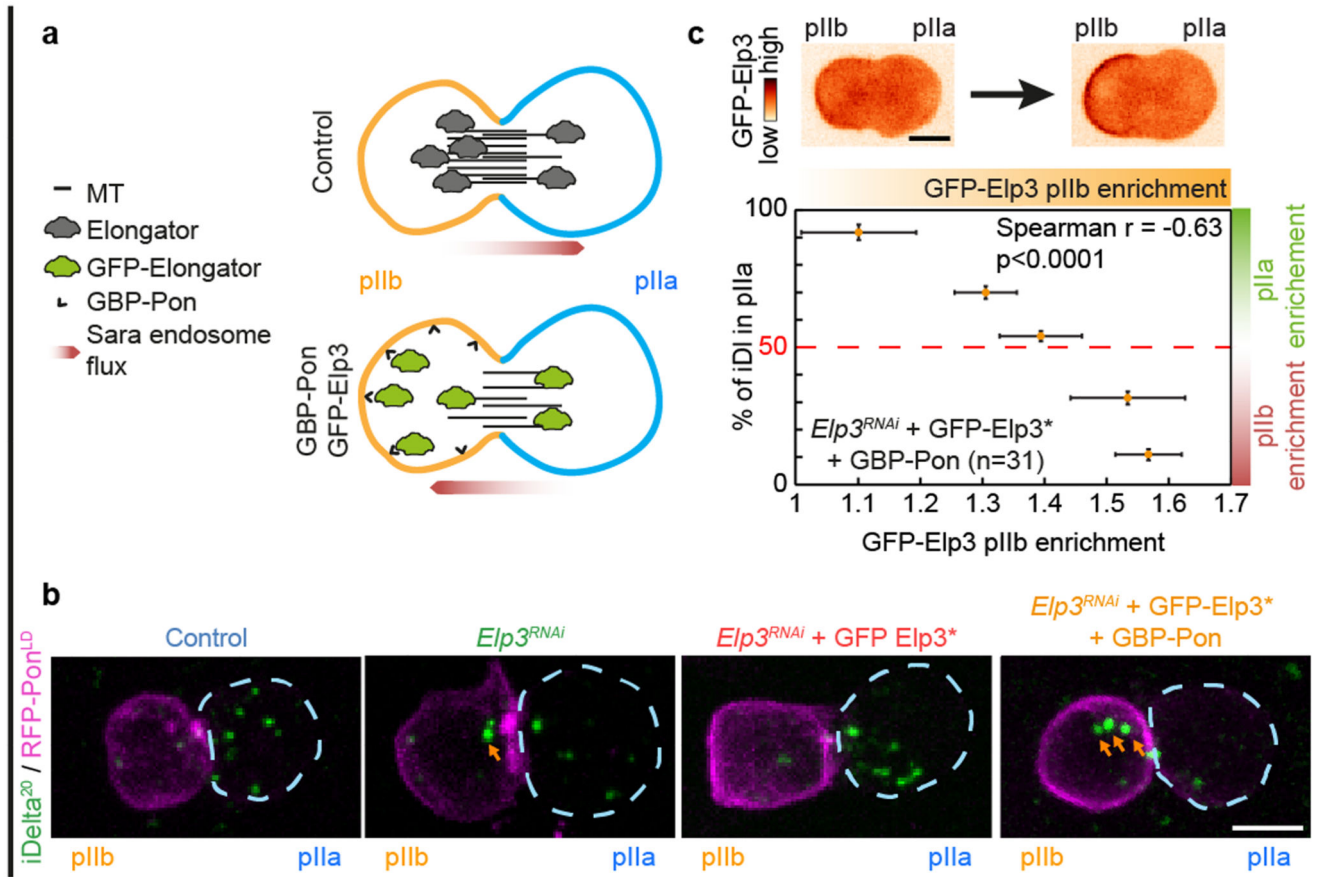 a
MT
Elongator
GFP-Elongator
GBP-Pon
Sara endosome
flux
Control
pIIb
pIIa
GBP-Pon
GFP-Elp3
c
pIIb
pIIa
pIIb
pIIa
GFP-Elp3
low
high
GFP-Elp3 pIIb enrichment
100
50
0
% of iDl in pIIa
Spearman r = -0.63
p<0.0001
Elp3RNAi + GFP-Elp3*
+ GBP-Pon (n=31)
pIIa
enrichement
pIIb
enrichment
1 1.1 1.2 1.3 1.4 1.5 1.6 1.7
GFP-Elp3 pIIb enrichment
b
iDelta20 / RFP-PonLD
Control
Elp3RNAi
Elp3RNAi + GFP Elp3*
Elp3RNAi + GFP-Elp3*
+ GBP-Pon
pIIb
pIIa
pIIb
pIIa
pIIb
pIIa
pIIb
pIIa